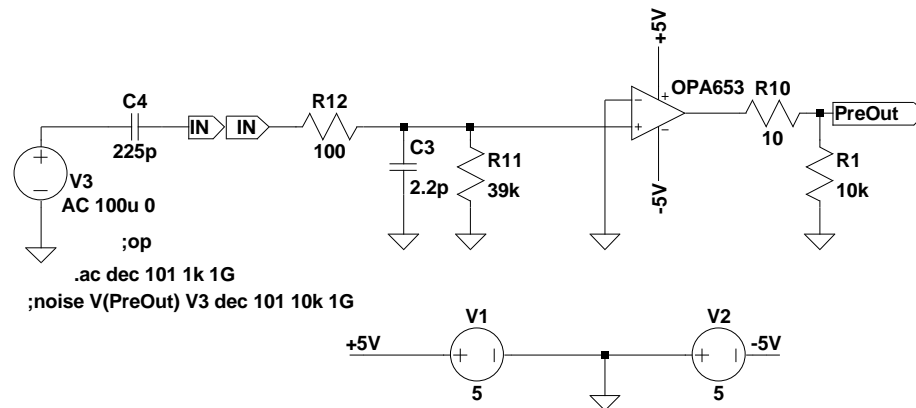 +5V
C4
IN
IN
R12
OPA653
R10
PreOut
225p
100
C3
R11
10
R1
V3
2.2p
39k
-5V
10k
AC 100u 0
;op
.ac dec 101 1k 1G
;noise V(PreOut) V3 dec 101 10k 1G
V1
V2
+5V
-5V
5
5